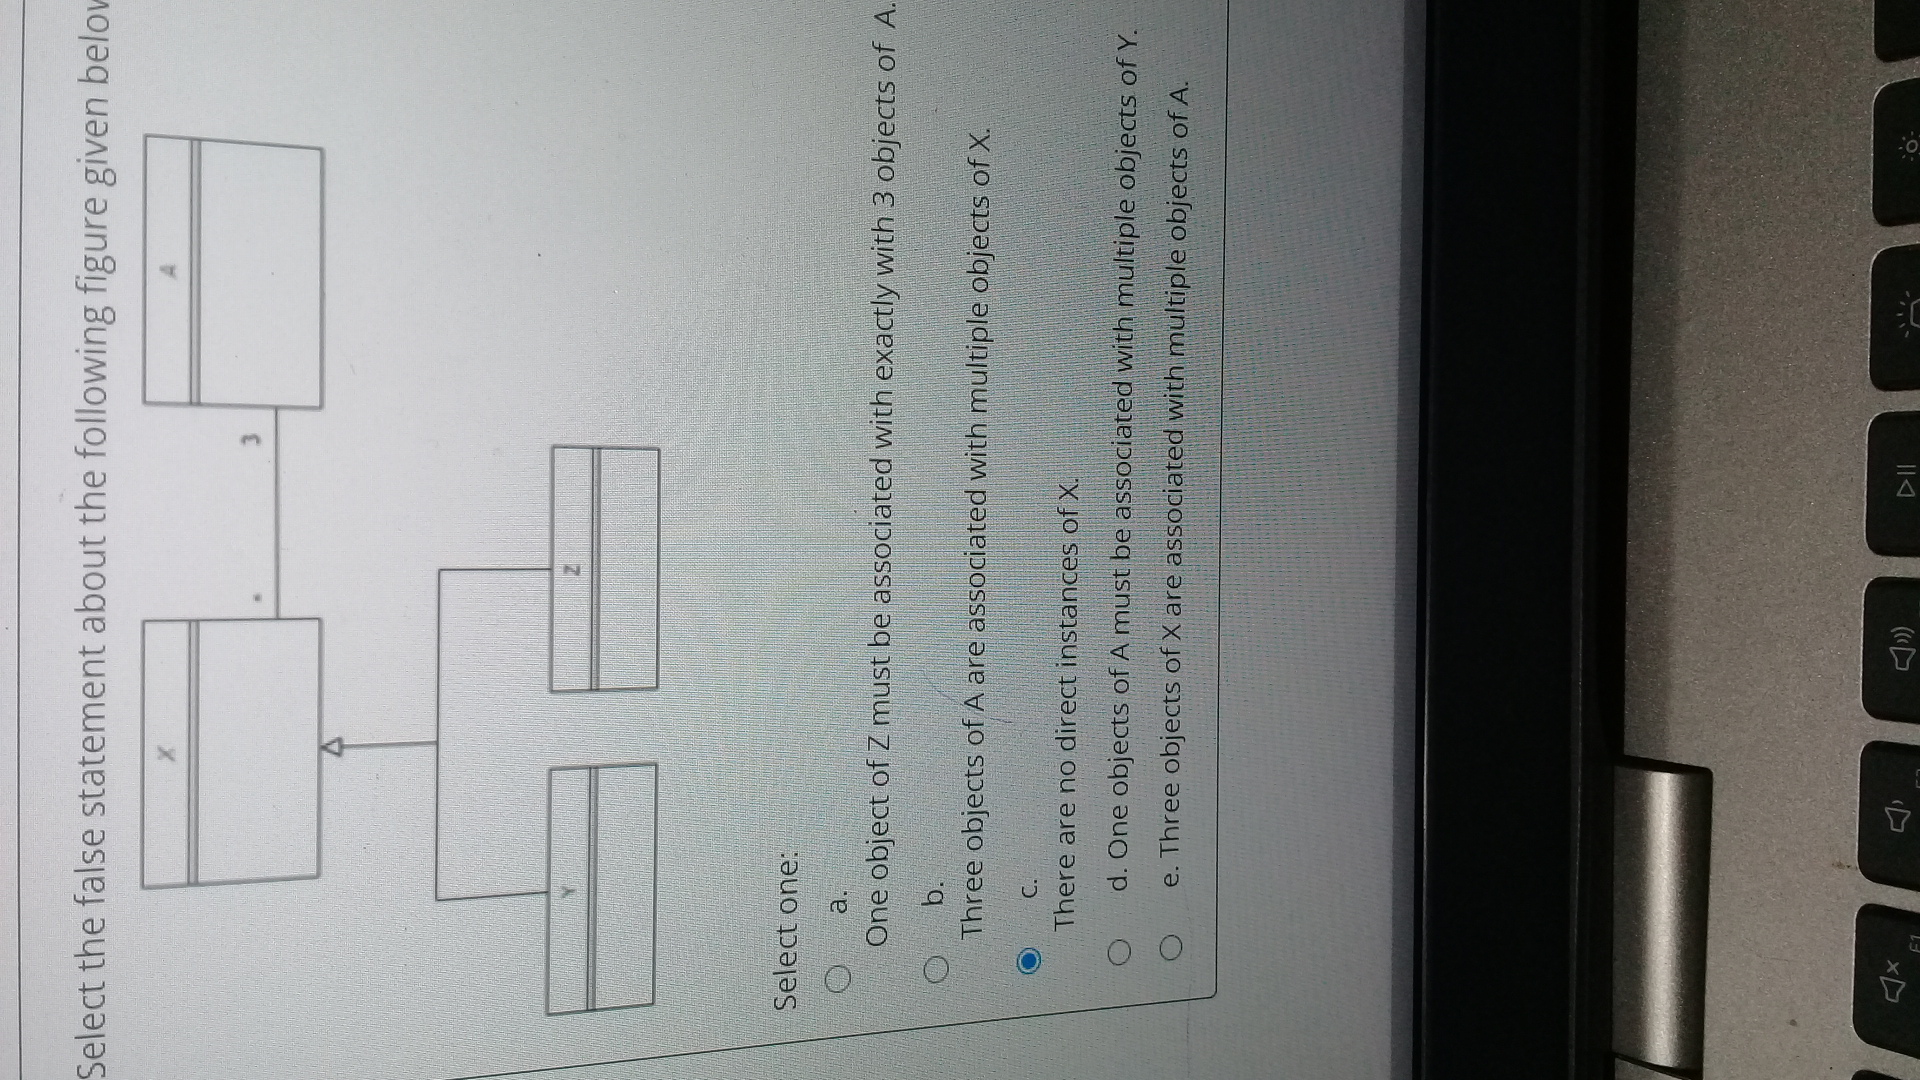 Select the false statement about the following figure given below
X
A
*
3
Y
Z
Select one:
a.
One object of Z must be associated with exactly with 3 objects of A.
b.
Three objects of A are associated with multiple objects of X.
c.
There are no direct instances of X.
d. One objects of A must be associated with multiple objects of Y.
e. Three objects of X are associated with multiple objects of A.
F1